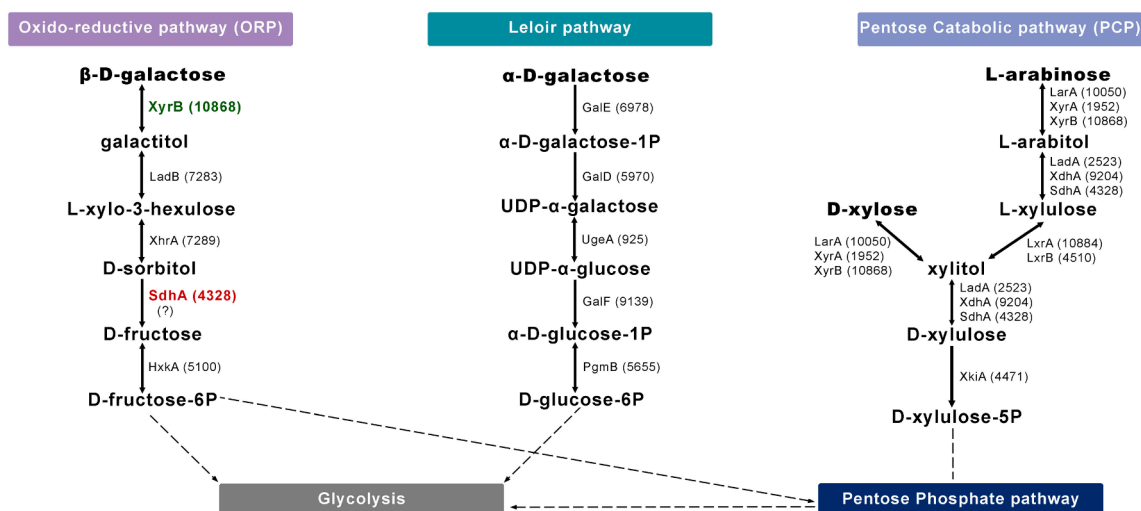 Oxido-reductive pathway (ORP)
β-D-galactose
XyrB (10868)
galactitol
LadB (7283)
L-xylo-3-hexulose
XhrA (7289)
D-sorbitol
SdhA (4328)
(?)
D-fructose
HxkA (5100)
D-fructose-6P
Leloir pathway
α-D-galactose
GalE (6978)
α-D-galactose-1P
GalD (5970)
UDP-α-galactose
UgeA (925)
UDP-α-glucose
GalF (9139)
α-D-glucose-1P
PgmB (5655)
D-glucose-6P
Pentose Catabolic pathway (PCP)
L-arabinose
LarA (10050)
XyrA (1952)
XyrB (10868)
L-arabitol
LadA (2523)
XdhA (9204)
SdhA (4328)
L-xylulose
LxrA (10884)
LxrB (4510)
D-xylose
LarA (10050)
XyrA (1952)
XyrB (10868)
xylitol
LadA (2523)
XdhA (9204)
SdhA (4328)
D-xylulose
XkiA (4471)
D-xylulose-5P
Glycolysis
Pentose Phosphate pathway